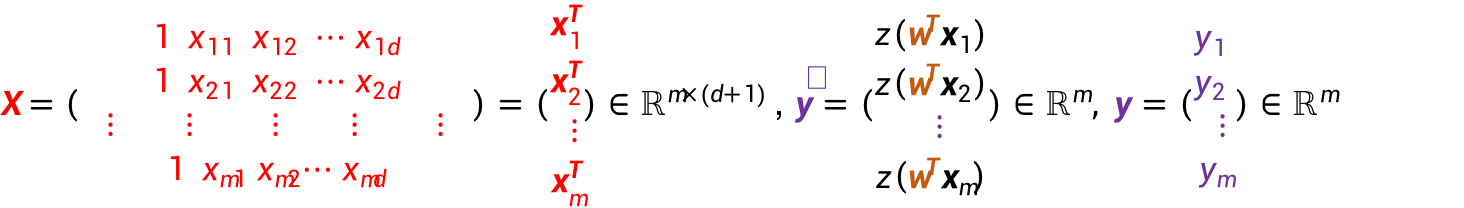 1 x₁₁ x₁₂ ⋯ x₁d
1 x₂₁ x₂₂ ⋯ x₂d
X = ( ⋮ ⋮ ⋮ ⋮ ⋮ ) = ( x₁ᵀ x₂ᵀ ⋮ xₘᵀ ) ∈ ℝᵐ×(d+1) , y□ = ( z(wᵀx₁) z(wᵀx₂) ⋮ z(wᵀxₘ) ) ∈ ℝᵐ, y = ( y₁ y₂ ⋮ yₘ ) ∈ ℝᵐ
1 xₘ₁ xₘ₂ ⋯ xₘd